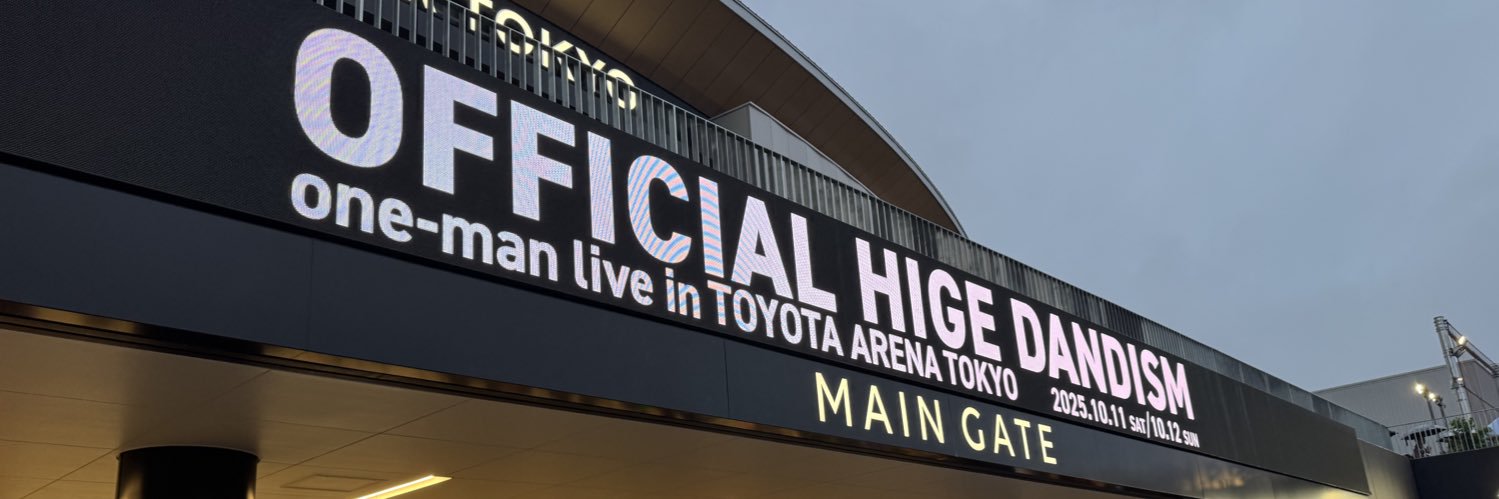 TOKYO
OFFICIAL HIGE DANDISM
one-man live in TOYOTA ARENA TOKYO
2025.10.11 SAT/10.12 SUN
MAIN GATE